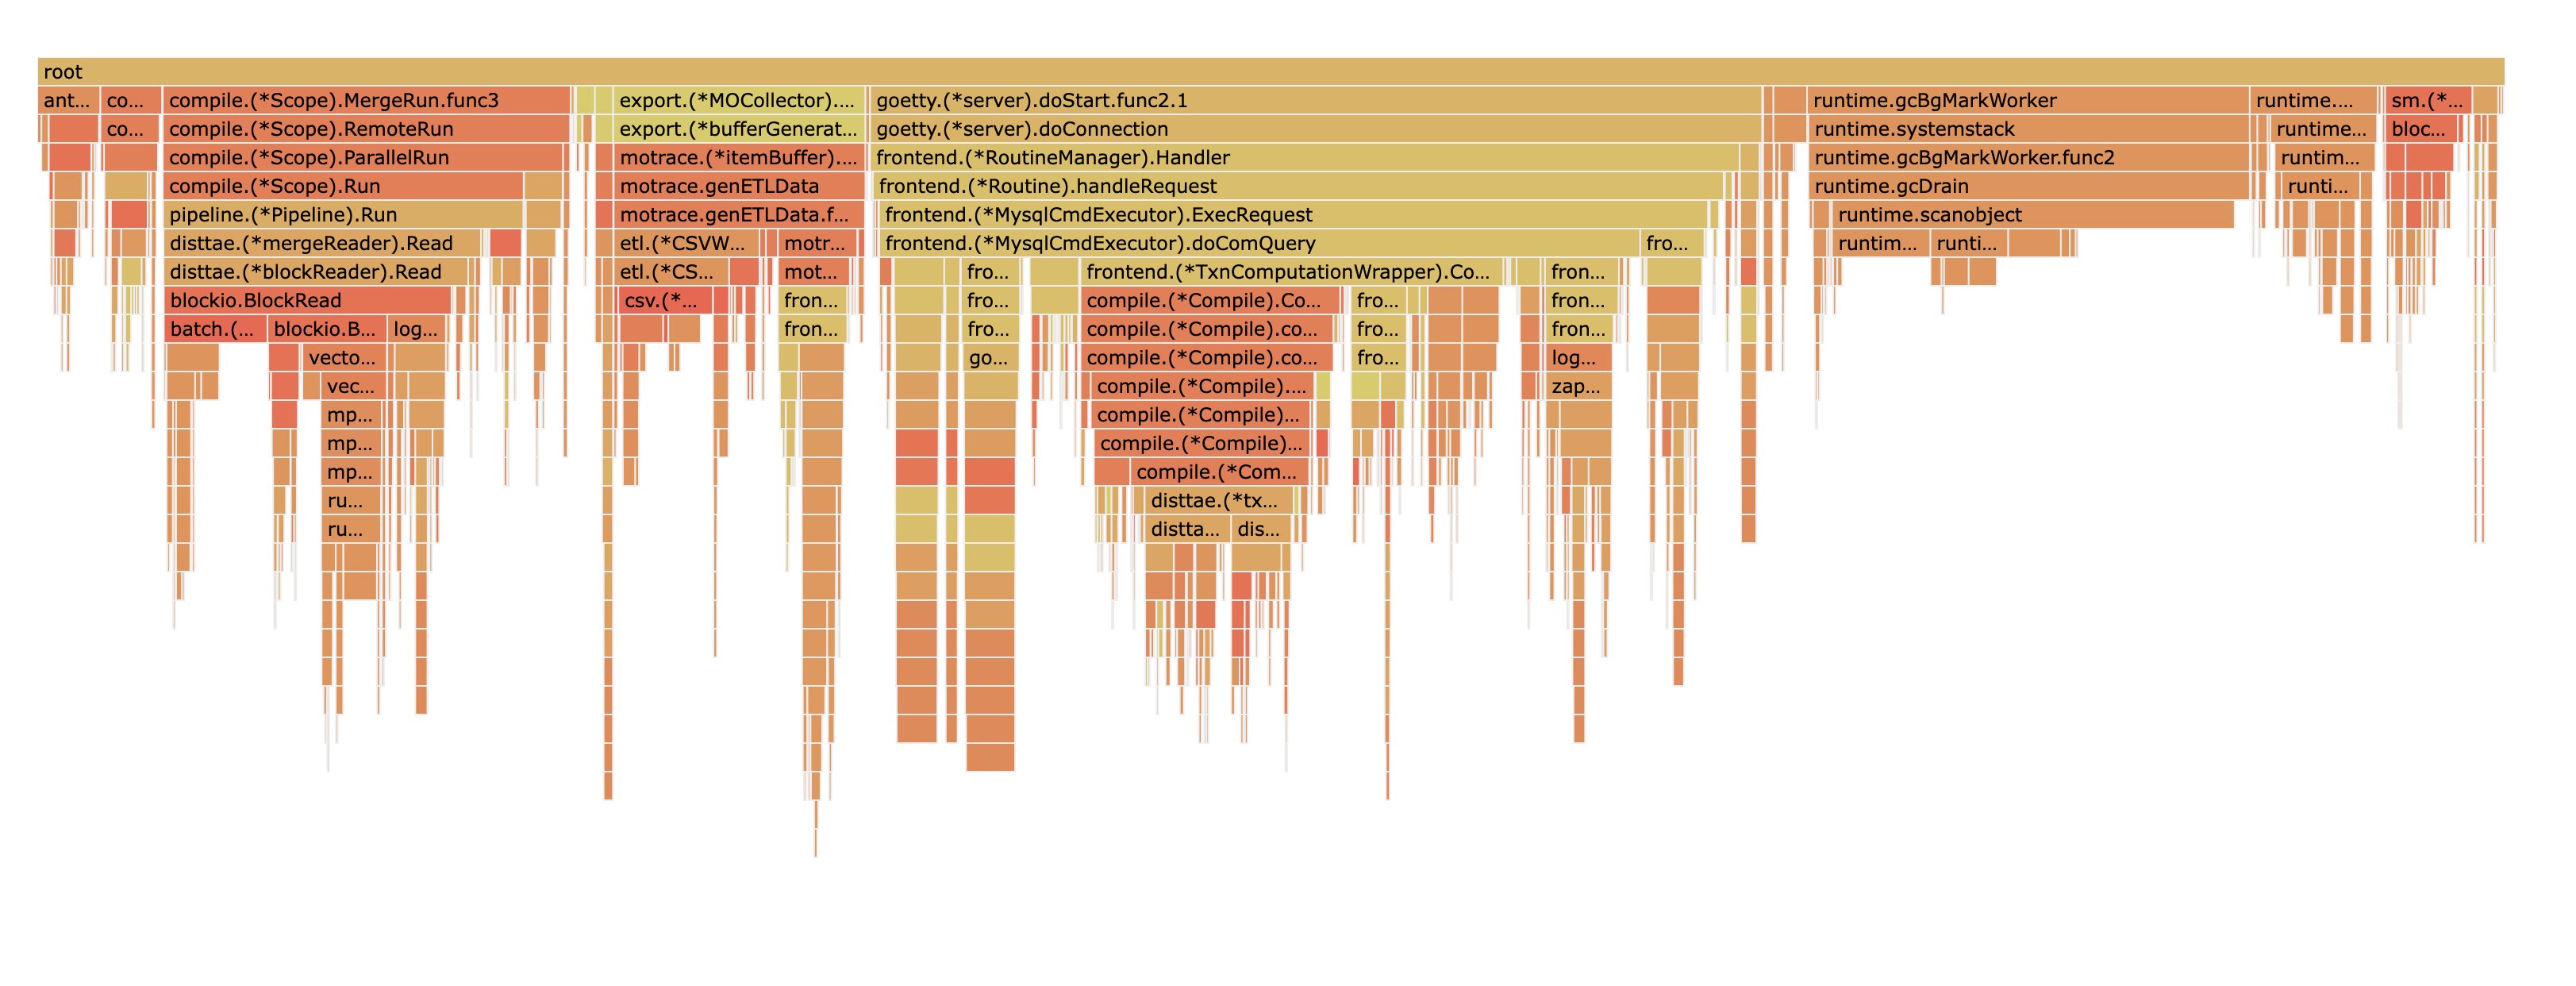 root
ant... co... compile.(*Scope).MergeRun.func3 export.(*MOCollector).... goetty.(*server).doStart.func2.1 runtime.gcBgMarkWorker runtime.... sm.(*...
co... compile.(*Scope).RemoteRun export.(*bufferGenerat... goetty.(*server).doConnection runtime.systemstack runtime... bloc...
compile.(*Scope).ParallelRun motrace.(*itemBuffer).... frontend.(*RoutineManager).Handler runtime.gcBgMarkWorker.func2 runtim...
compile.(*Scope).Run motrace.genETLData frontend.(*Routine).handleRequest runtime.gcDrain runti...
pipeline.(*Pipeline).Run motrace.genETLData.f... frontend.(*MysqlCmdExecutor).ExecRequest runtime.scanobject
disttae.(*mergeReader).Read etl.(*CSVW... motr... frontend.(*MysqlCmdExecutor).doComQuery fro... runtim... runti...
disttae.(*blockReader).Read etl.(*CS... mot... fro... frontend.(*TxnComputationWrapper).Co... fron...
blockio.BlockRead csv.(*... fron... fro... compile.(*Compile).Co... fro... fron...
batch.(... blockio.B... log... fron... fro... compile.(*Compile).co... fro... fron...
vecto... go... compile.(*Compile).co... fro... log...
vec... compile.(*Compile).... zap...
mp... compile.(*Compile)...
mp... compile.(*Compile)...
mp... compile.(*Com...
ru... disttae.(*tx...
ru... distta... dis...